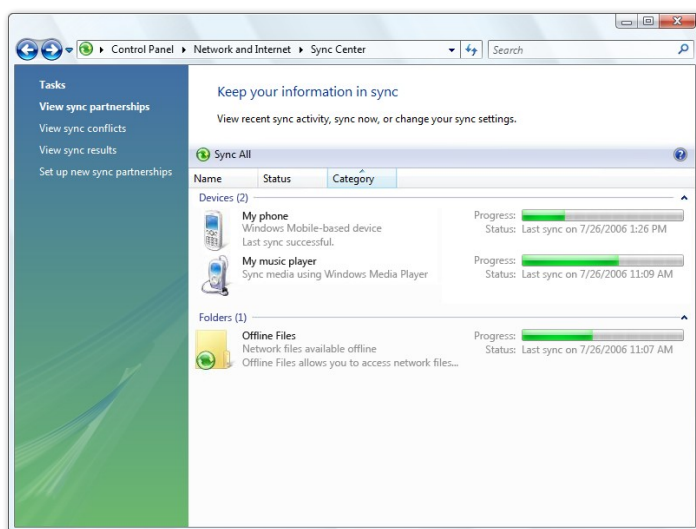 Control Panel Network and Internet Sync Center
Search
Tasks
View sync partnerships
View sync conflicts
View sync results
Set up new sync partnerships
Keep your information in sync
View recent sync activity, sync now, or change your sync settings.
Sync All
Name Status Category
Devices (2)
My phone
Windows Mobile-based device
Last sync successful.
Progress:
Status: Last sync on 7/26/2006 1:26 PM
My music player
Sync media using Windows Media Player
Progress:
Status: Last sync on 7/26/2006 11:09 AM
Folders (1)
Offline Files
Network files available offline
Offline Files allows you to access network files...
Progress:
Status: Last sync on 7/26/2006 11:07 AM